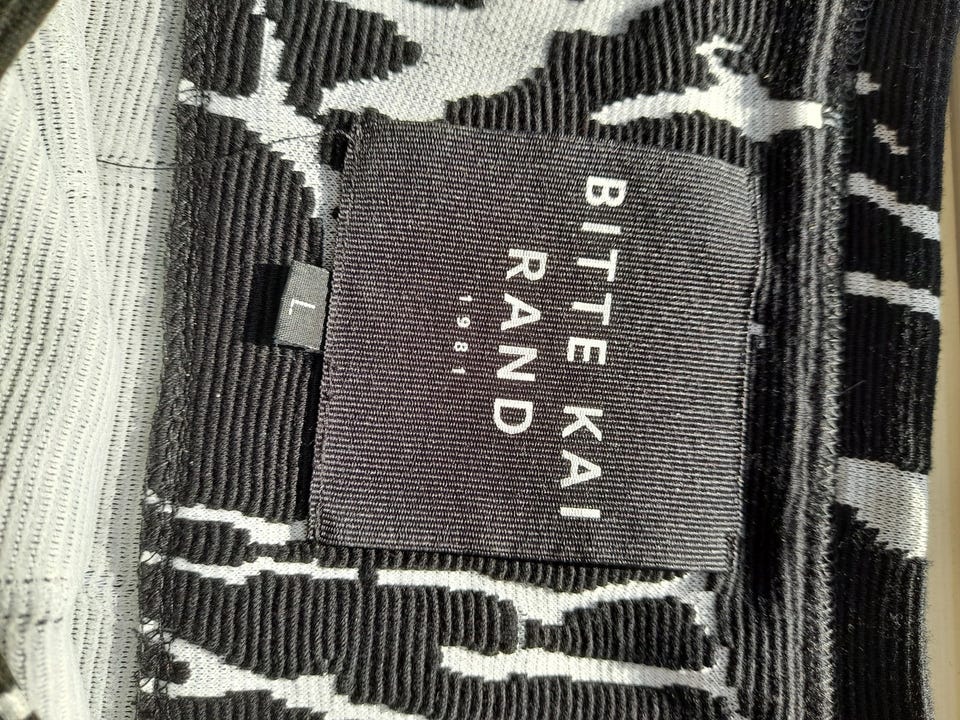 BITTE KAI
RAND
1981
L